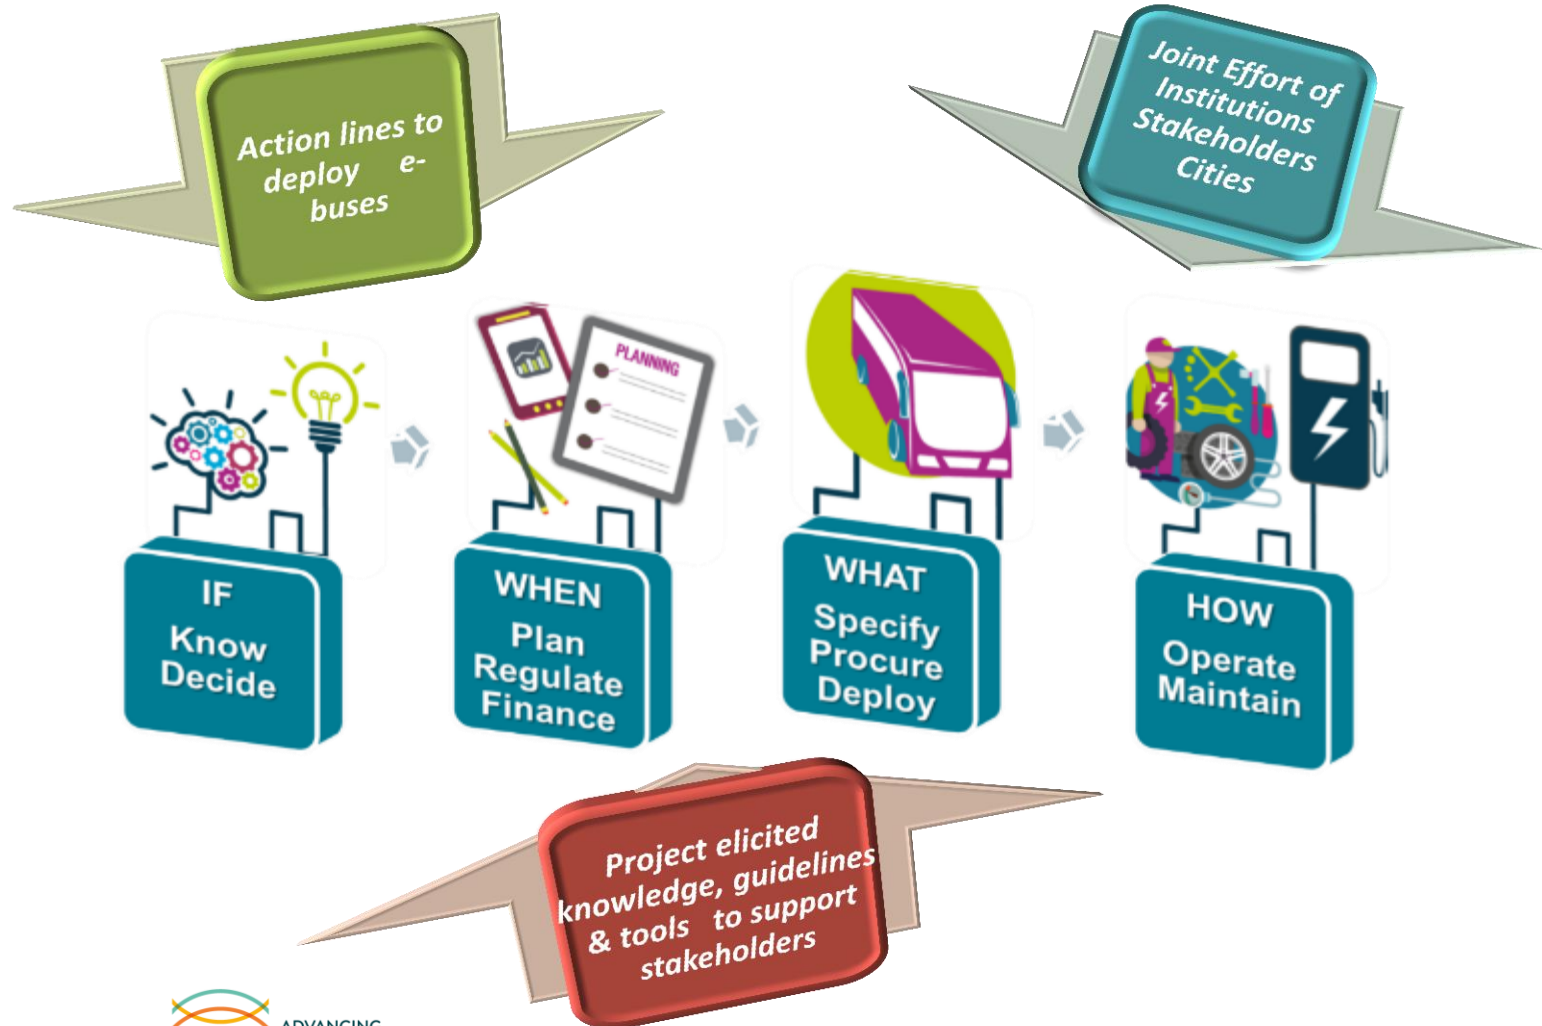 Action lines to
deploy e-
buses
Joint Effort of
Institutions
Stakeholders
Cities
PLANNING
IF
Know
Decide
WHEN
Plan
Regulate
Finance
WHAT
Specify
Procure
Deploy
HOW
Operate
Maintain
Project elicited
knowledge, guidelines
& tools to support
stakeholders
ADVANCING